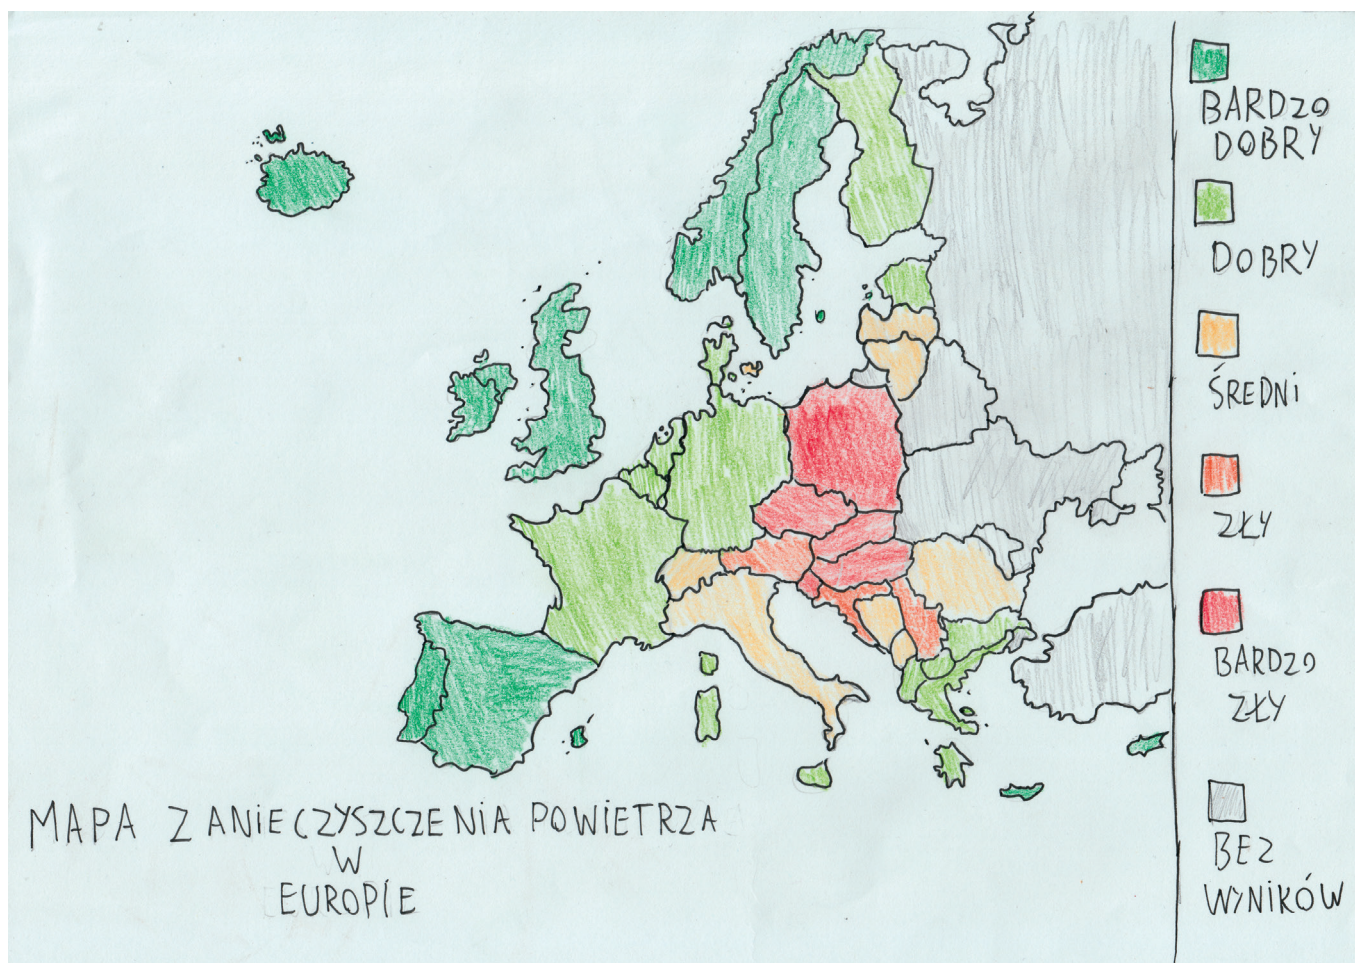 BARDZO
DOBRY
DOBRY
ŚREDNI
ZŁY
BARDZO
ZŁY
BEZ
WYNIKÓW
MAPA ZANIECZYSZCZENIA POWIETRZA
W
EUROPIE